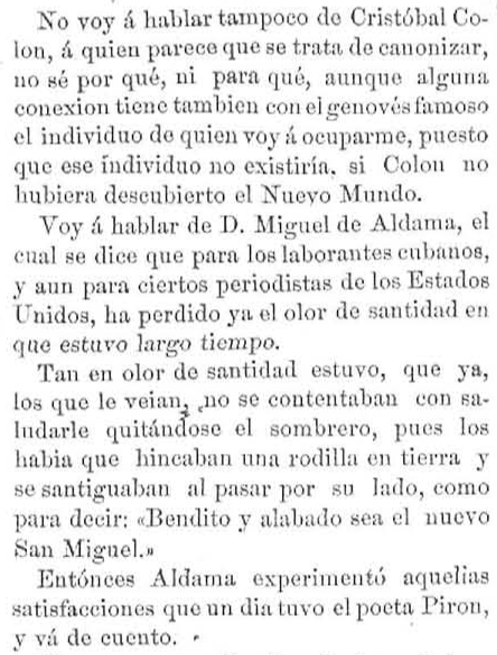 No voy á hablar tampoco de Cristóbal Co-
lon, á quien parece que se trata de canonizar,
no sé por qué, ni para qué, aunque alguna
conexion tiene tambien con el genovés famoso
el individuo de quien voy á ocuparme, puesto
que ese individuo no existiría, si Colon no
hubiera descubierto el Nuevo Mundo.
Voy á hablar de D. Miguel de Aldama, el
cual se dice que para los laborantes cubanos,
y aun para ciertos periodistas de los Estados
Unidos, ha perdido ya el olor de santidad en
que estuvo largo tiempo.
Tan en olor de santidad estuvo, que ya,
los que le veian, no se contentaban con sa-
ludarle quitándose el sombrero, pues los
habia que hincaban una rodilla en tierra y
se santiguaban al pasar por su lado, como
para decir: «Bendito y alabado sea el nuevo
San Miguel.»
Entónces Aldama experimentó aquellas
satisfacciones que un dia tuvo el poeta Piron,
y vá de cuento.